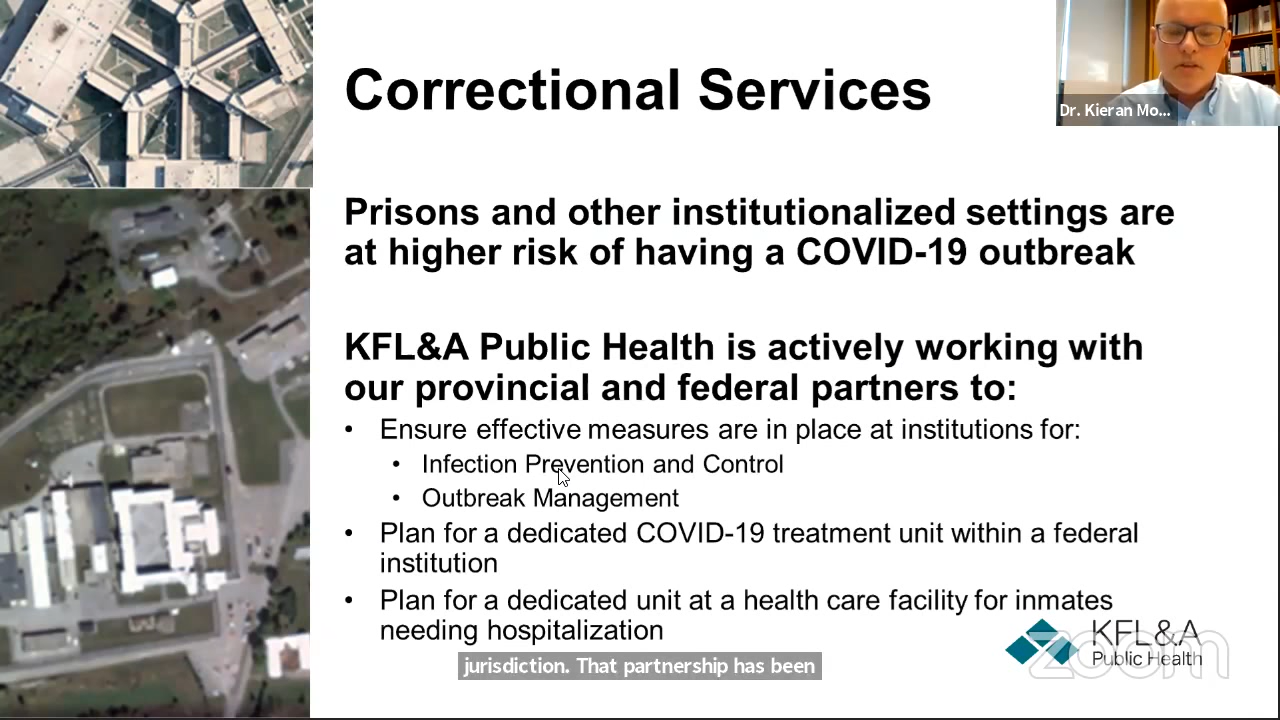 Correctional Services
Dr. Kieran Mo...
Prisons and other institutionalized settings are
at higher risk of having a COVID-19 outbreak
KFL&A Public Health is actively working with
our provincial and federal partners to:
• Ensure effective measures are in place at institutions for:
• Infection Prevention and Control
• Outbreak Management
• Plan for a dedicated COVID-19 treatment unit within a federal
institution
• Plan for a dedicated unit at a health care facility for inmates
needing hospitalization
KFL&A
Public Health
zoom
jurisdiction. That partnership has been